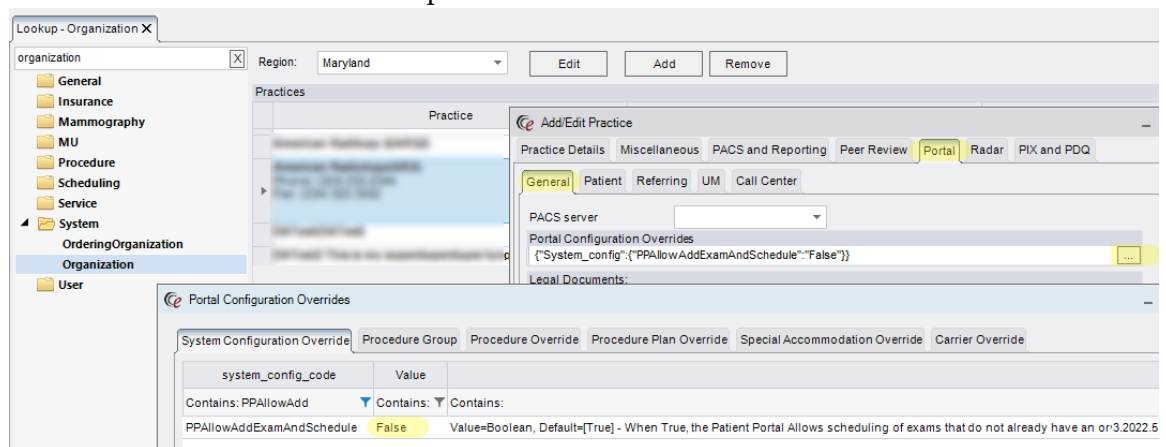 Lookup - Organization X
organization X
Region: Maryland Edit Add Remove
General
Insurance
Mammography
MU
Procedure
Scheduling
Service
System
OrderingOrganization
Organization
User
Practices
Practice
Add/Edit Practice
Practice Details Miscellaneous PACS and Reporting Peer Review Portal Radar PIX and PDQ
General Patient Referring UM Call Center
PACS server
Portal Configuration Overrides
{"System_config":{"PPAllowAddExamAndSchedule":"False"}}
...
Legal Documents:
Portal Configuration Overrides
System Configuration Override Procedure Group Procedure Override Procedure Plan Override Special Accommodation Override Carrier Override
system_config_code Value
Contains: PPAllowAdd Contains: Contains:
PPAllowAddExamAndSchedule False Value=Boolean, Default=[True] - When True, the Patient Portal Allows scheduling of exams that do not already have an or 3.2022.5